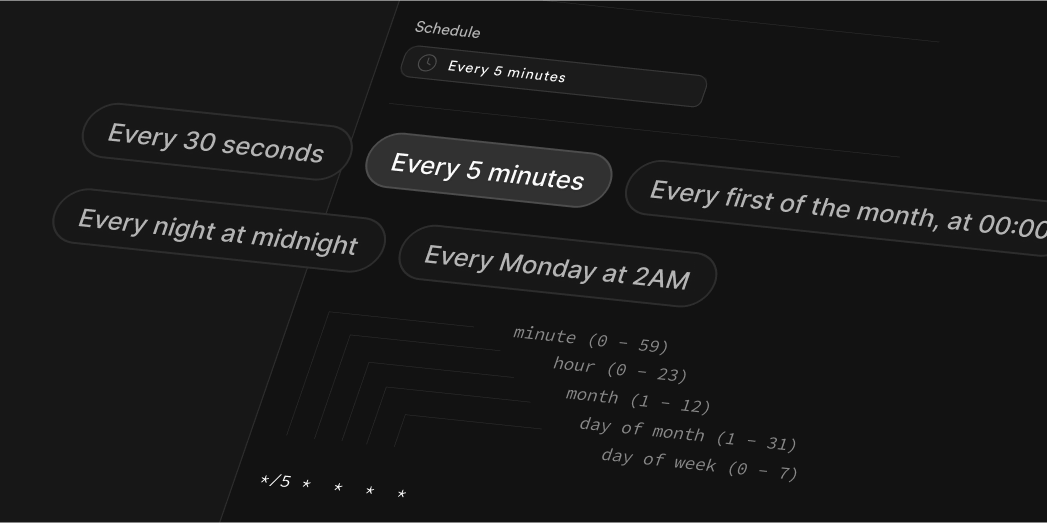 Schedule
Every 5 minutes
Every 30 seconds
Every 5 minutes
Every first of the month, at 00:00
Every night at midnight
Every Monday at 2AM
minute (0 - 59)
hour (0 - 23)
month (1 - 12)
day of month (1 - 31)
day of week (0 - 7)
*/5 * * * *